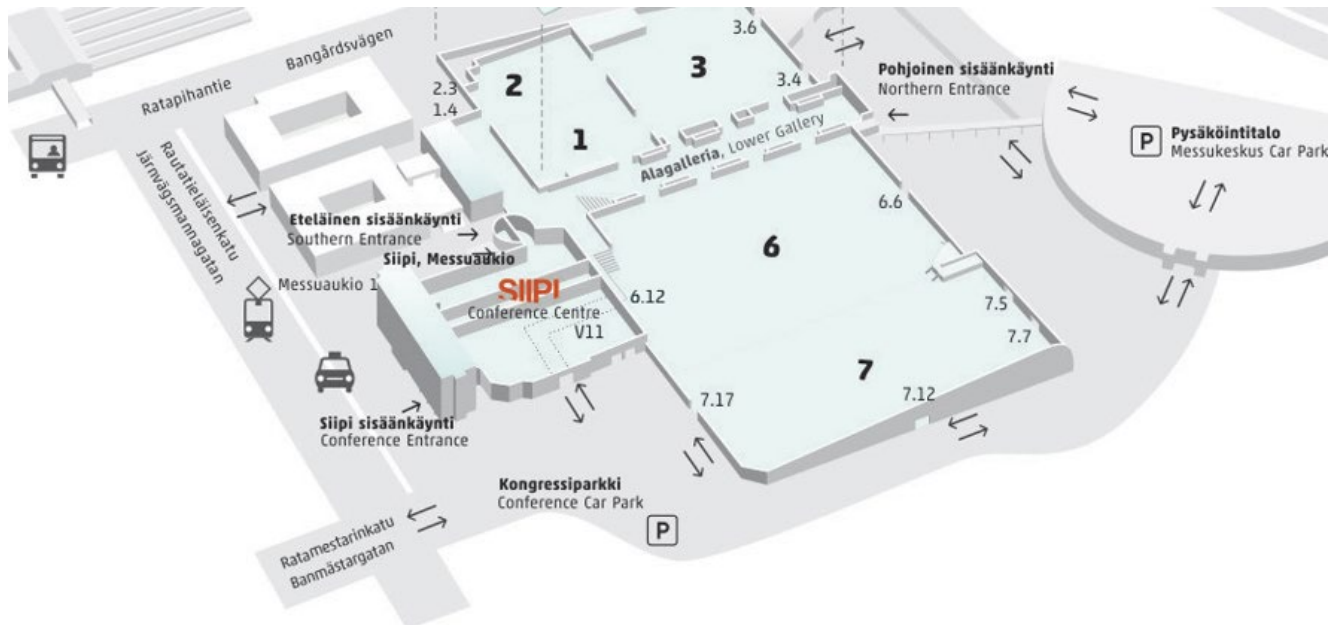 Bangårdsvägen
Ratapihantie
Rautatieläisenkatu
Järnvägsmannagatan
2.3
1.4
2
1
3
3.6
3.4
Alagalleria, Lower Gallery
Pohjoinen sisäänkäynti
Northern Entrance
P
Pysäköintitalo
Messukeskus Car Park
Eteläinen sisäänkäynti
Southern Entrance
Siipi, Messuaukio
Messuaukio 1
SIIPI
Conference Centre
V11
6.12
6
6.6
7.5
7.7
7
7.12
7.17
Siipi sisäänkäynti
Conference Entrance
Kongressiparkki
Conference Car Park
P
Ratamestarinkatu
Banmästargatan